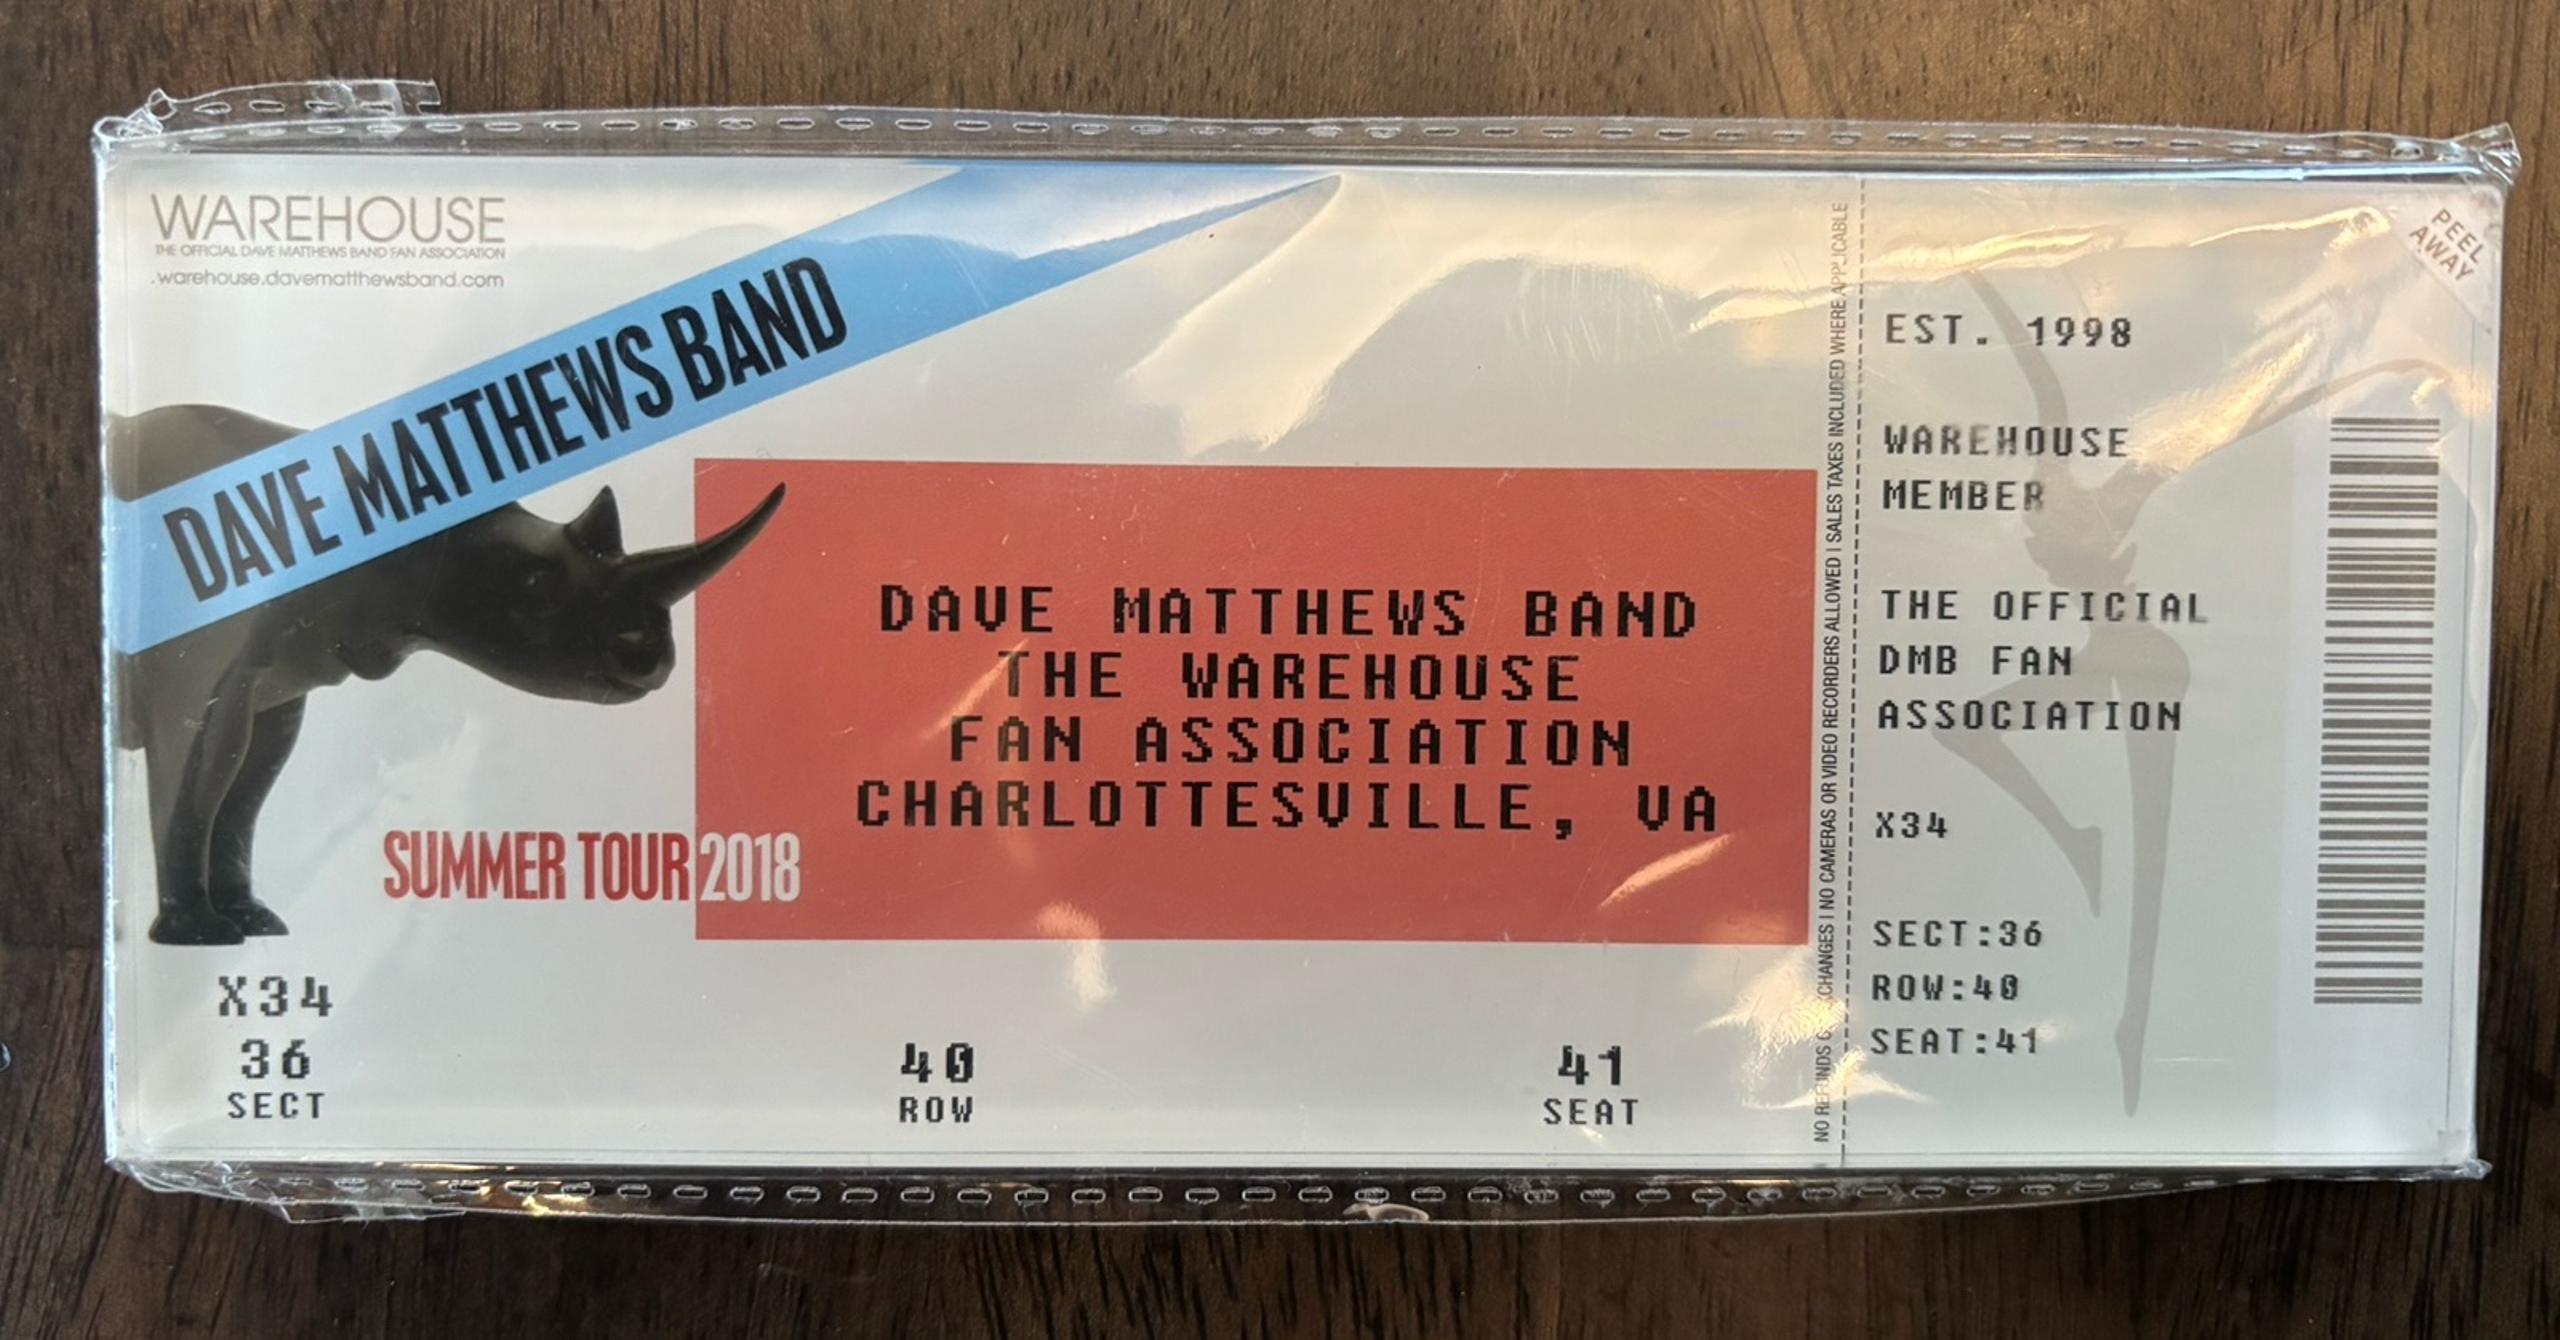 WAREHOUSE
THE OFFICIAL DAVE MATTHEWS BAND FAN ASSOCIATION
.warehouse.davematthewsband.com
DAVE MATTHEWS BAND
DAVE MATTHEWS BAND
THE WAREHOUSE
FAN ASSOCIATION
CHARLOTTESVILLE, VA
SUMMER TOUR 2018
X34
36
SECT
40
ROW
41
SEAT
NO REFUNDS EXCHANGES | NO CAMERAS OR VIDEO RECORDERS ALLOWED | SALES TAXES INCLUDED WHERE APPLICABLE
PEEL
AWAY
EST. 1998
WAREHOUSE
MEMBER
THE OFFICIAL
DMB FAN
ASSOCIATION
X34
SECT:36
ROW:40
SEAT:41